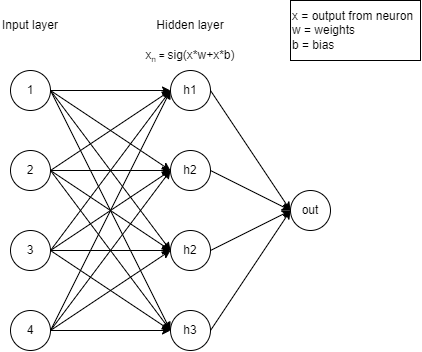 Input layer
Hidden layer
x = output from neuron
w = weights
b = bias
xn = sig(x*w+x*b)
1
h1
2
h2
out
3
h2
4
h3